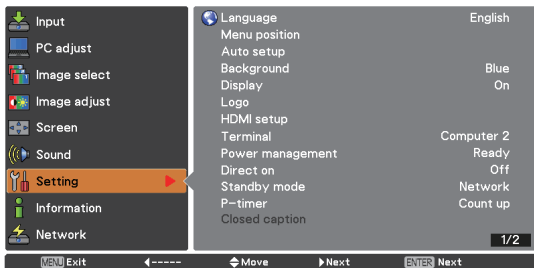 Input
PC adjust
Image select
Image adjust
Screen
Sound
Setting
Information
Network
Language English
Menu position
Auto setup
Background Blue
Display On
Logo
HDMI setup
Terminal Computer 2
Power management Ready
Direct on Off
Standby mode Network
P-timer Count up
Closed caption
1/2
MENU Exit ◀----- Move ▶Next ENTER Next